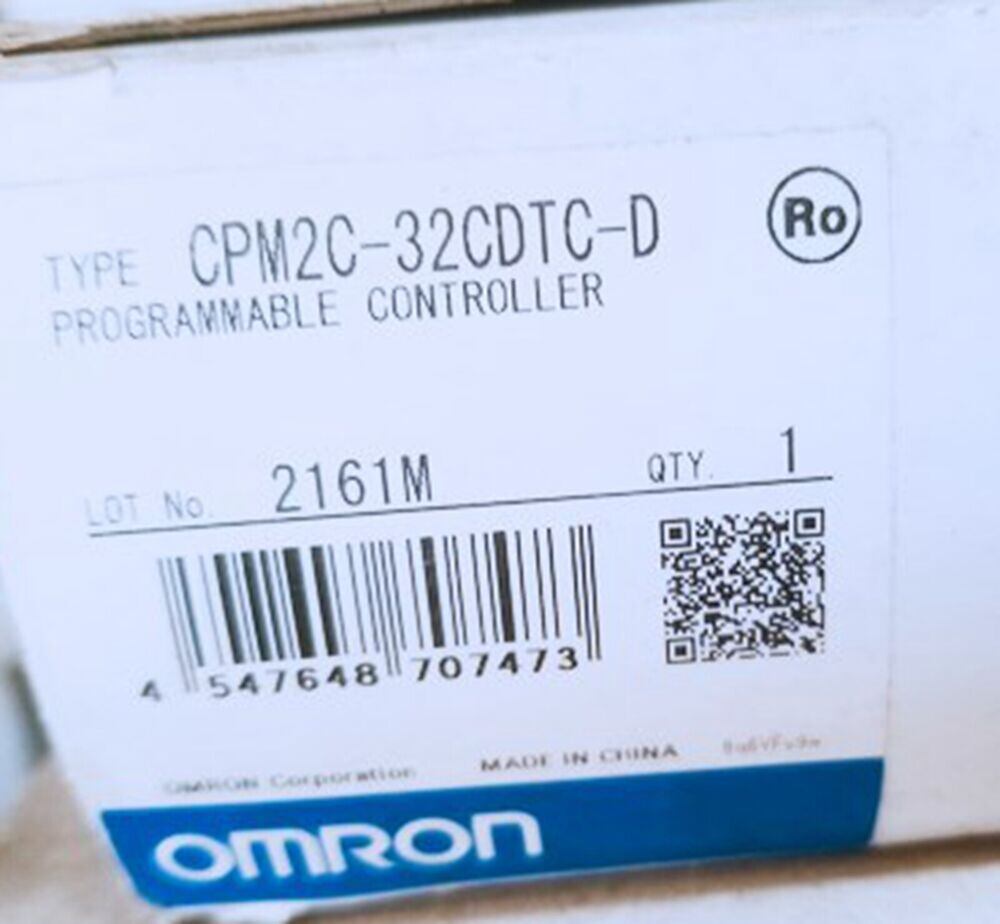 Ro
TYPE CPM2C-32CDTC-D
PROGRAMMABLE CONTROLLER
LOT No. 2161M QTY. 1
4 547648 707473
OMRON Corporation MADE IN CHINA
OMRON